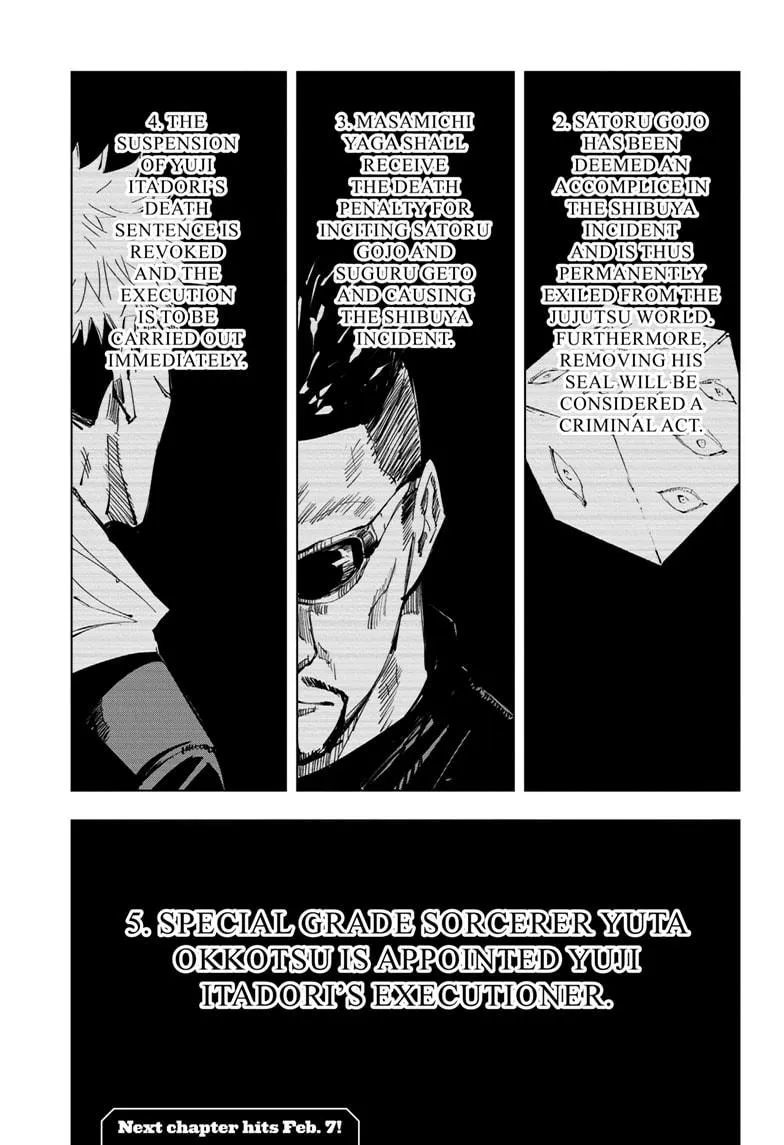 2. SATORU GOJO
HAS BEEN
DEEMED AN
ACCOMPLICE IN
THE SHIBUYA
INCIDENT
AND IS THUS
PERMANENTLY
EXILED FROM THE
JUJUTSU WORLD.
FURTHERMORE,
REMOVING HIS
SEAL WILL BE
CONSIDERED A
CRIMINAL ACT.
3. MASAMICHI
YAGA SHALL
RECEIVE
THE DEATH
PENALTY FOR
INCITING SATORU
GOJO AND
SUGURU GETO
AND CAUSING
THE SHIBUYA
INCIDENT.
4. THE
SUSPENSION
OF YUJI
ITADORI'S
DEATH
SENTENCE IS
REVOKED
AND THE
EXECUTION
IS TO BE
CARRIED OUT
IMMEDIATELY.
5. SPECIAL GRADE SORCERER YUTA
OKKOTSU IS APPOINTED YUJI
ITADORI'S EXECUTIONER.
Next chapter hits Feb. 7!